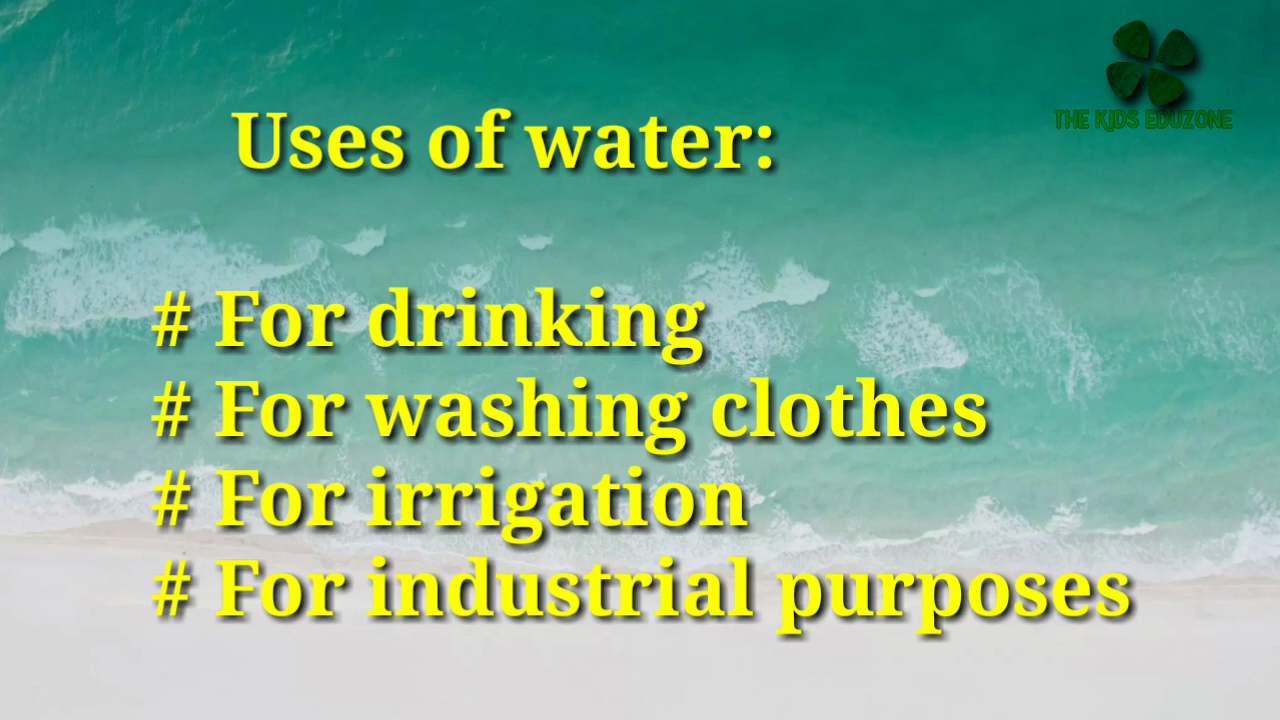 THE KIDS EDUZONE
Uses of water:
# For drinking
# For washing clothes
# For irrigation
# For industrial purposes